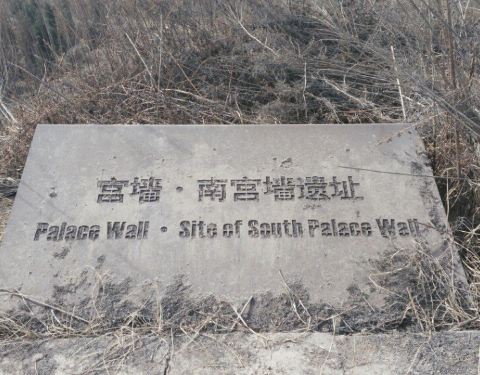 宫墙·南宫墙遗址
Palace Wall · Site of South Palace Wall